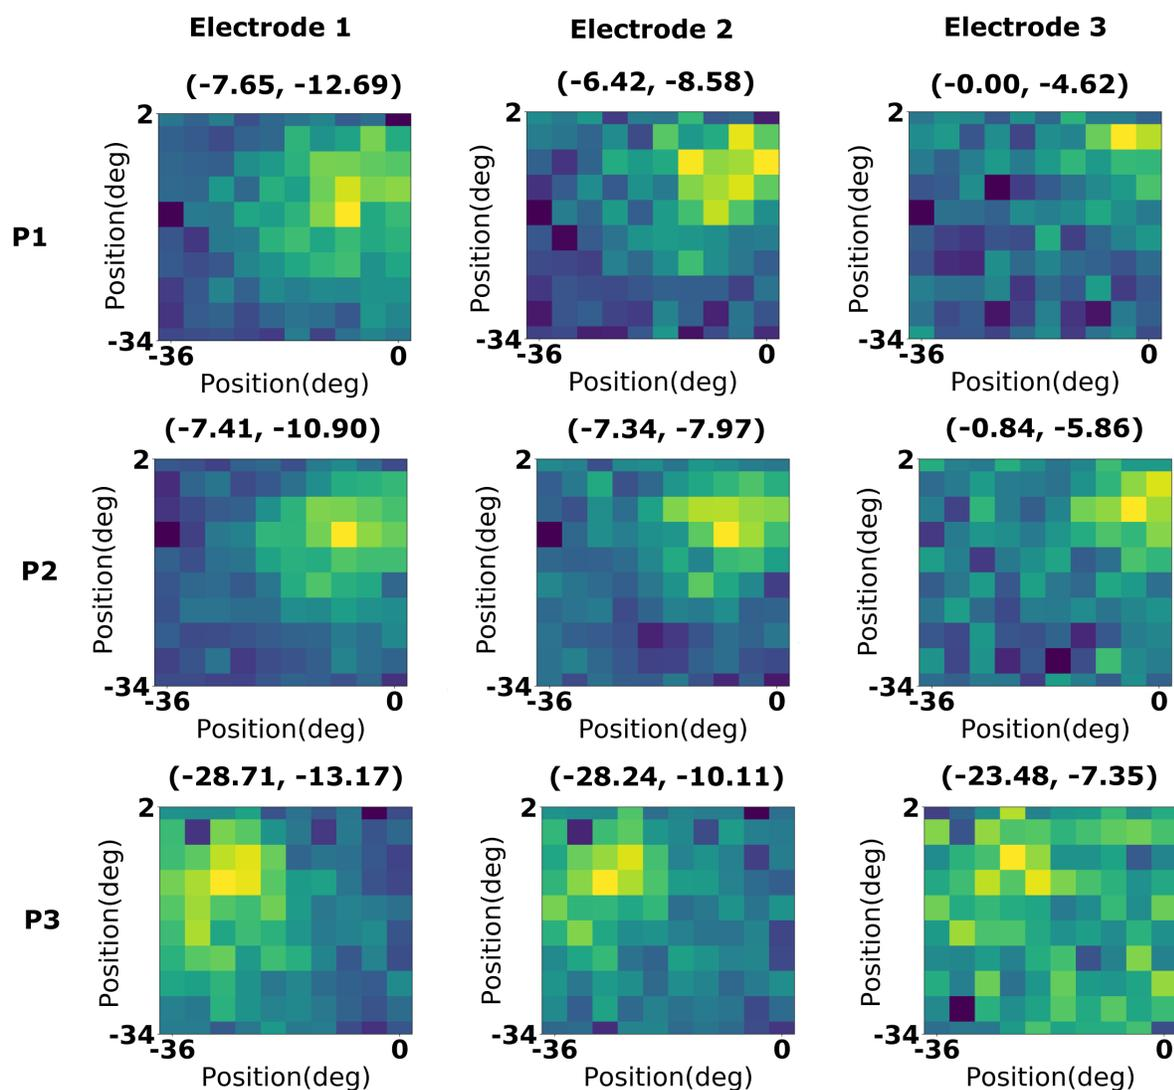 Electrode 1 Electrode 2 Electrode 3
(-7.65, -12.69) (-6.42, -8.58) (-0.00, -4.62)
P1
2 Position(deg) -34 -36 0 Position(deg)
2 Position(deg) -34 -36 0 Position(deg)
2 Position(deg) -34 -36 0 Position(deg)
(-7.41, -10.90) (-7.34, -7.97) (-0.84, -5.86)
P2
2 Position(deg) -34 -36 0 Position(deg)
2 Position(deg) -34 -36 0 Position(deg)
2 Position(deg) -34 -36 0 Position(deg)
(-28.71, -13.17) (-28.24, -10.11) (-23.48, -7.35)
P3
2 Position(deg) -34 -36 0 Position(deg)
2 Position(deg) -34 -36 0 Position(deg)
2 Position(deg) -34 -36 0 Position(deg)